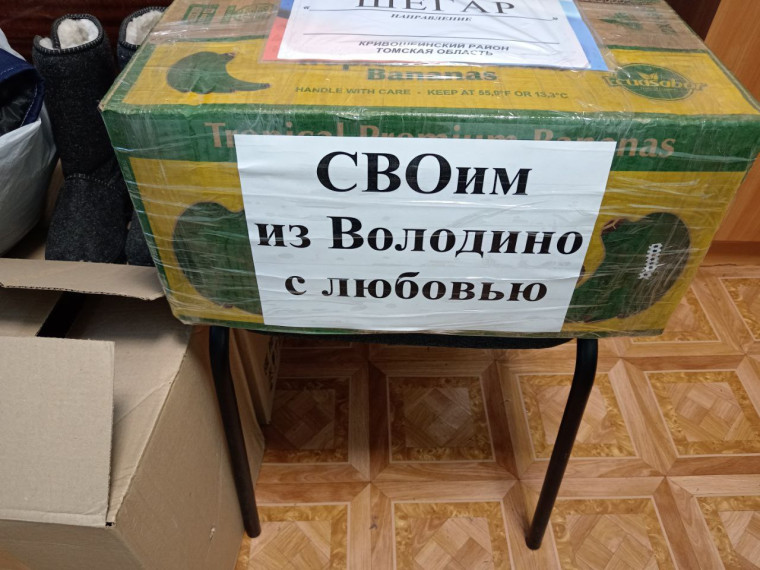 ШЕГАР
НАПРАВЛЕНИЕ
КРИВОШЕИНСКИЙ РАЙОН
ТОМСКАЯ ОБЛАСТЬ
Bananas
HANDLE WITH CARE - KEEP AT 55,9°F OR 13,3°C
Tropical Premium Bananas
СВОим
из Володино
с любовью